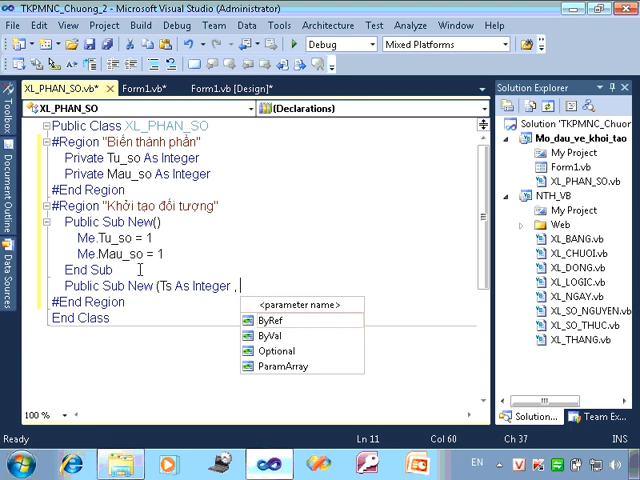 TKPMNC_Chuong_2 - Microsoft Visual Studio (Administrator)
File Edit View Project Build Debug Team Data Tools Architecture Test Analyze Window Help
Debug Mixed Platforms
XL_PHAN_SO.vb* Form1.vb* Form1.vb [Design]*
XL_PHAN_SO (Declarations)
Public Class XL_PHAN_SO
#Region "Biến thành phần"
Private Tu_so As Integer
Private Mau_so As Integer
#End Region
#Region "Khởi tạo đối tượng"
Public Sub New()
Me.Tu_so = 1
Me.Mau_so = 1
End Sub
Public Sub New (Ts As Integer ,
#End Region
End Class
<parameter name>
ByRef
ByVal
Optional
ParamArray
100 %
Toolbox
Document Outline
Data Sources
Solution Explorer
Solution 'TKPMNC_Chuong
Mo_dau_ve_khoi_tao
My Project
Form1.vb
XL_PHAN_SO.vb
NTH_VB
My Project
Web
XL_BANG.vb
XL_CHUOI.vb
XL_DONG.vb
XL_LOGIC.vb
XL_NGAY.vb
XL_SO_NGUYEN.vb
XL_SO_THUC.vb
XL_THANG.vb
Solution... Team Ex...
Ready Ln 11 Col 60 Ch 37 INS
EN